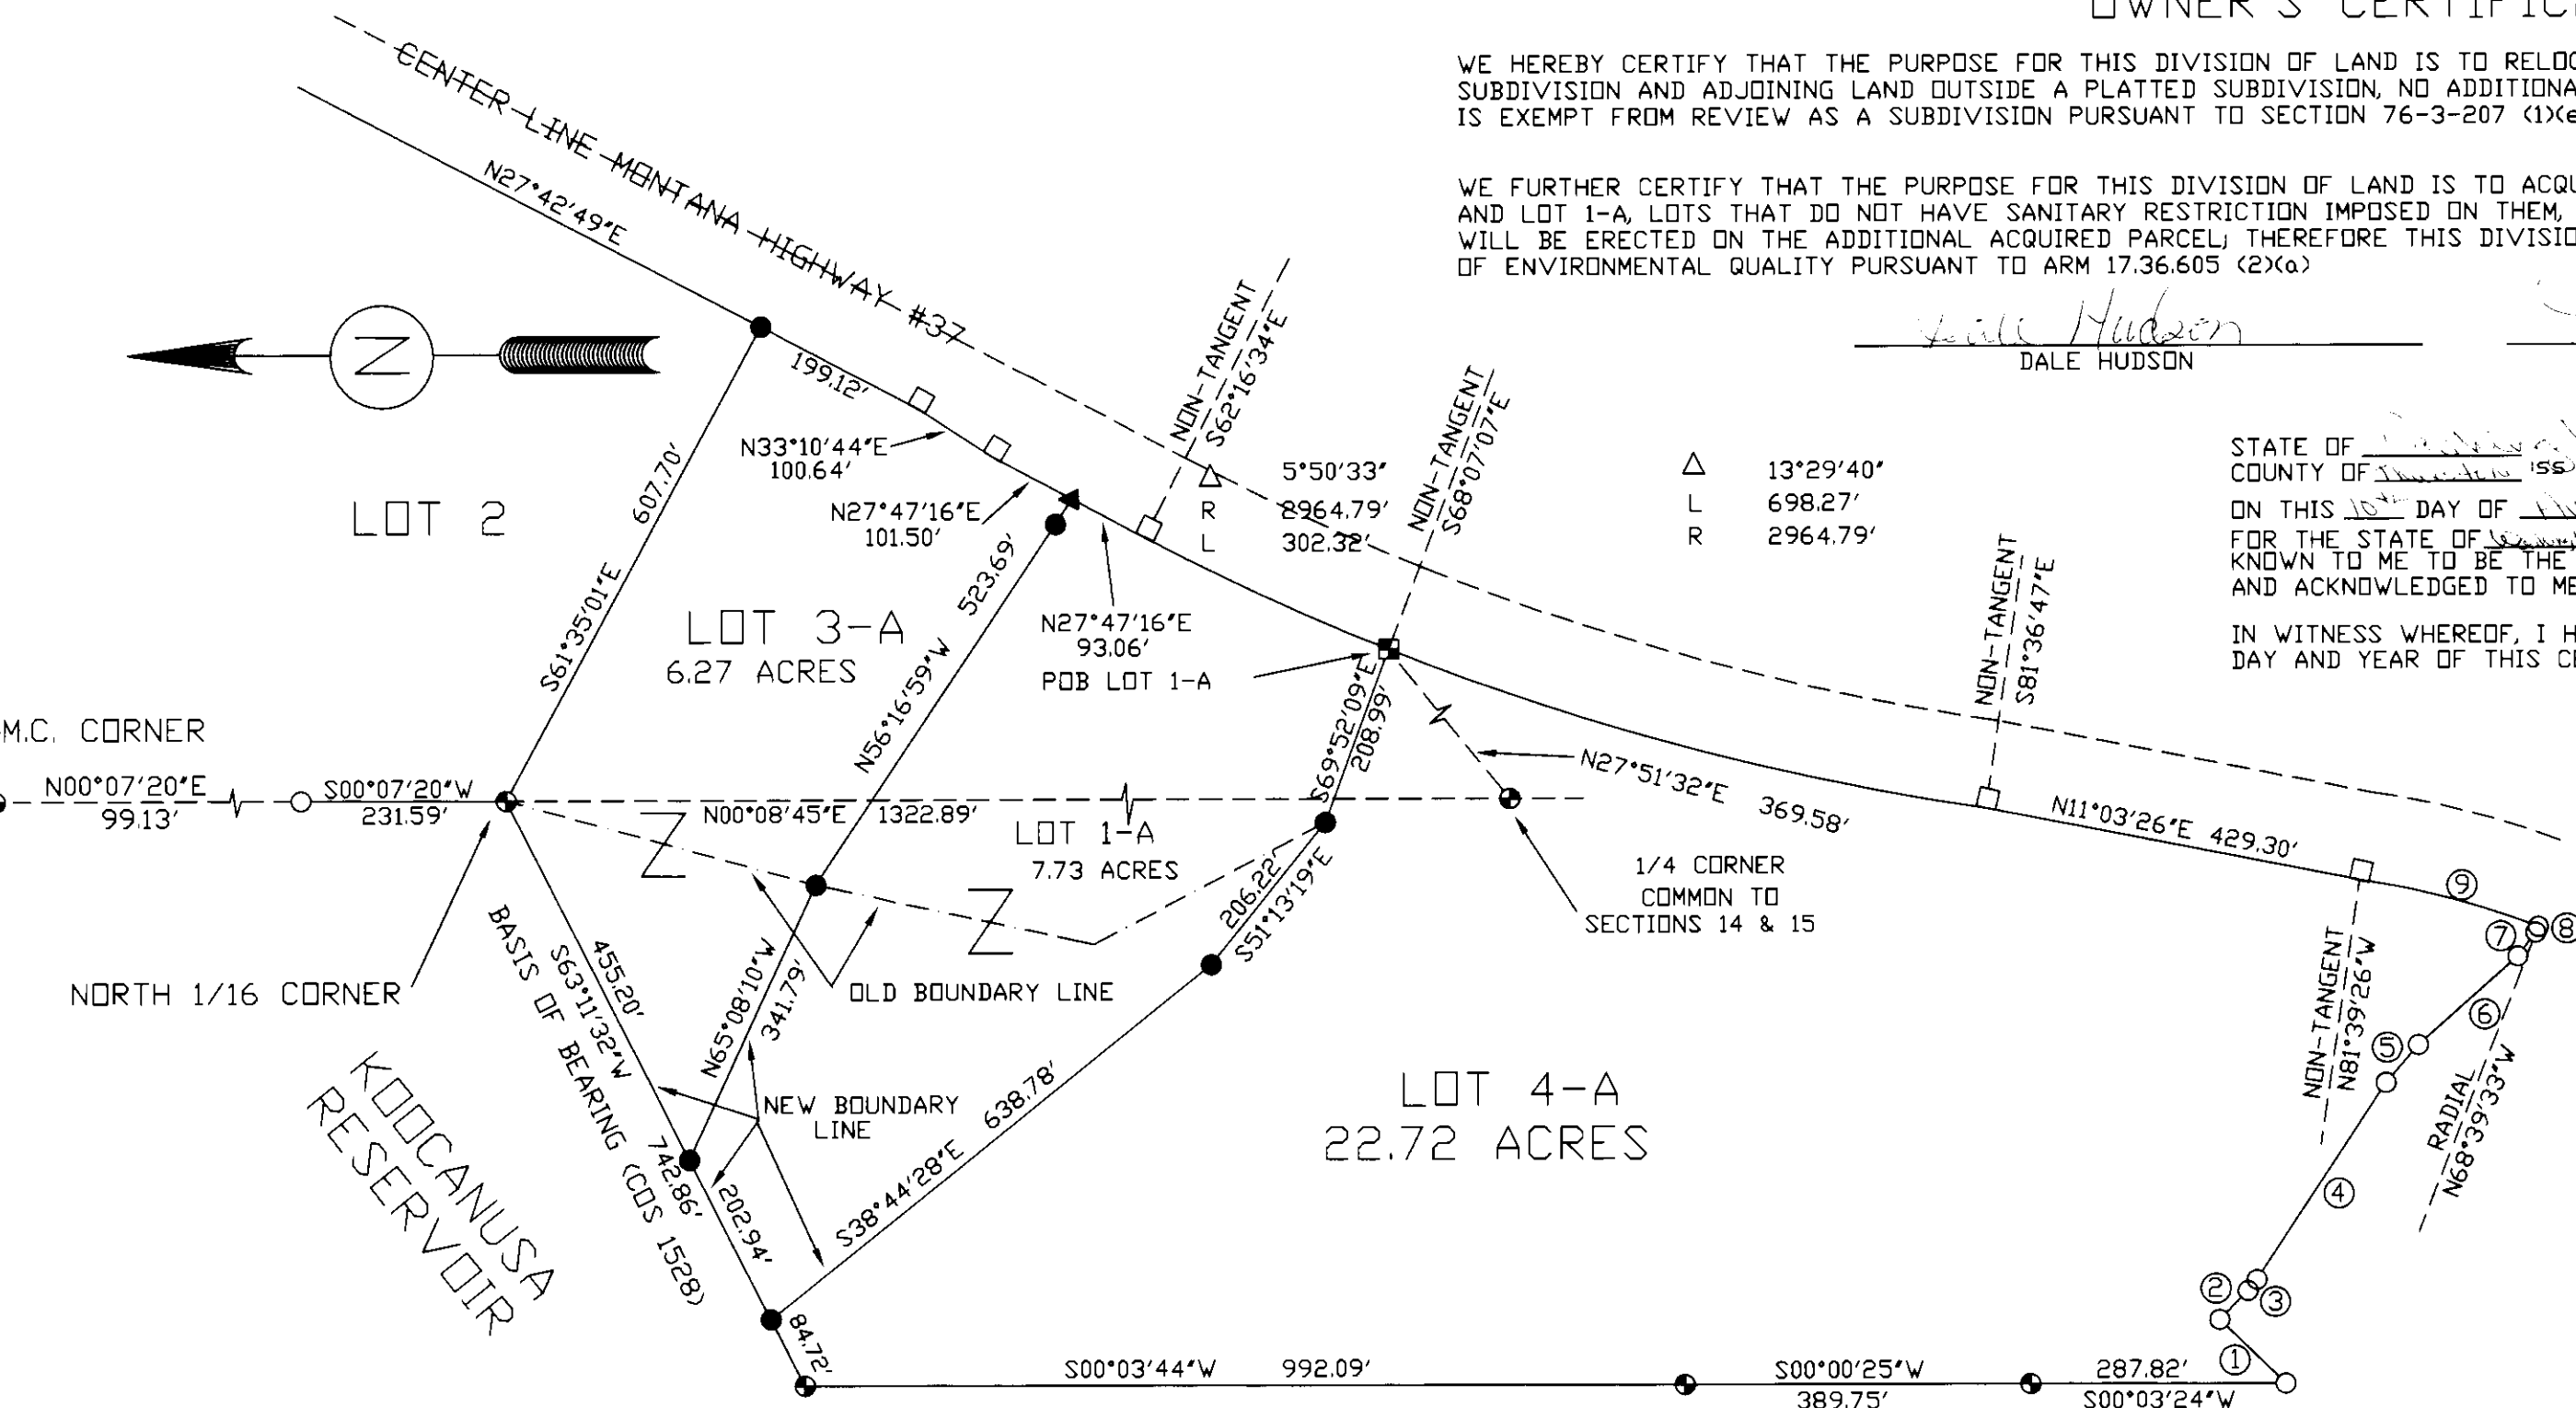 OWNER'S CERTIFIC
WE HEREBY CERTIFY THAT THE PURPOSE FOR THIS DIVISION OF LAND IS TO RELOC
SUBDIVISION AND ADJOINING LAND OUTSIDE A PLATTED SUBDIVISION, NO ADDITIONA
IS EXEMPT FROM REVIEW AS A SUBDIVISION PURSUANT TO SECTION 76-3-207 (1)(e
WE FURTHER CERTIFY THAT THE PURPOSE FOR THIS DIVISION OF LAND IS TO ACQU
AND LOT 1-A, LOTS THAT DO NOT HAVE SANITARY RESTRICTION IMPOSED ON THEM,
WILL BE ERECTED ON THE ADDITIONAL ACQUIRED PARCEL; THEREFORE THIS DIVISIO
OF ENVIRONMENTAL QUALITY PURSUANT TO ARM 17.36.605 (2)(a)
Hudson
DALE HUDSON
STATE OF
COUNTY OF SS
ON THIS 10th DAY OF
FOR THE STATE OF
KNOWN TO ME TO BE THE
AND ACKNOWLEDGED TO ME
IN WITNESS WHEREOF, I H
DAY AND YEAR OF THIS CE
CENTER LINE MONTANA HIGHWAY #37
N27°42'49"E
N
199.12'
N33°10'44"E
100.64'
N27°47'16"E
101.50'
NON-TANGENT
S62°16'34"E
△ 5°50'33"
R 2964.79'
L 302.32'
NON-TANGENT
S68°07'07"E
△ 13°29'40"
L 698.27'
R 2964.79'
NON-TANGENT
S81°36'47"E
LOT 2
607.70'
S61°35'01"E
LOT 3-A
6.27 ACRES
523.69'
N56°16'59"W
N27°47'16"E
93.06'
POB LOT 1-A
S69°52'09"E
208.99'
N27°51'32"E 369.58'
N11°03'26"E 429.30'
M.C. CORNER
N00°07'20"E
99.13'
S00°07'20"W
231.59'
N00°08'45"E 1322.89'
LOT 1-A
7.73 ACRES
1/4 CORNER
COMMON TO
SECTIONS 14 & 15
206.22'
S51°13'19"E
NORTH 1/16 CORNER
OLD BOUNDARY LINE
455.20'
S63°11'32"W
BASIS OF BEARING (COS 1528)
742.86'
N65°08'10"W
341.79'
NEW BOUNDARY
LINE
202.94'
S38°44'28"E 638.78'
KOOCANUSA
RESERVOIR
LOT 4-A
22.72 ACRES
NON-TANGENT
N81°39'26"W
RADIAL
N68°39'33"W
9
8
7
6
5
4
3
2
1
84.72'
S00°03'44"W 992.09'
S00°00'25"W
389.75'
287.82'
S00°03'24"W